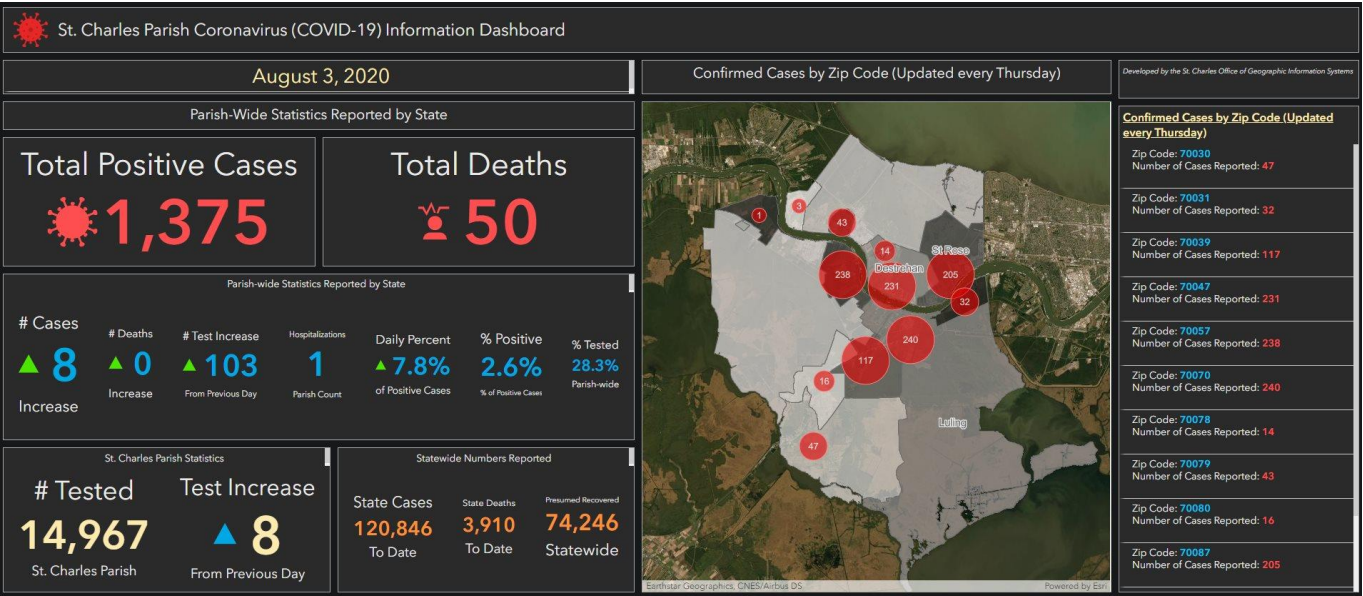 St. Charles Parish Coronavirus (COVID-19) Information Dashboard
August 3, 2020
Parish-Wide Statistics Reported by State
Total Positive Cases
1,375
Total Deaths
50
Parish-wide Statistics Reported by State
# Cases
8
Increase
# Deaths
0
Increase
# Test Increase
103
From Previous Day
Hospitalizations
1
Parish Count
Daily Percent
7.8%
of Positive Cases
% Positive
2.6%
% of Positive Cases
% Tested
28.3%
Parish-wide
St. Charles Parish Statistics
# Tested
14,967
St. Charles Parish
Test Increase
8
From Previous Day
Statewide Numbers Reported
State Cases
120,846
To Date
State Deaths
3,910
To Date
Presumed Recovered
74,246
Statewide
Confirmed Cases by Zip Code (Updated every Thursday)
3
1
43
14
St Rose
Destrehan
238
231
205
32
240
117
16
Luling
47
Earthstar Geographics, CNES/Airbus DS
Powered by Esri
Developed by the St. Charles Office of Geographic Information Systems
Confirmed Cases by Zip Code (Updated
every Thursday)
Zip Code: 70030
Number of Cases Reported: 47
Zip Code: 70031
Number of Cases Reported: 32
Zip Code: 70039
Number of Cases Reported: 117
Zip Code: 70047
Number of Cases Reported: 231
Zip Code: 70057
Number of Cases Reported: 238
Zip Code: 70070
Number of Cases Reported: 240
Zip Code: 70078
Number of Cases Reported: 14
Zip Code: 70079
Number of Cases Reported: 43
Zip Code: 70080
Number of Cases Reported: 16
Zip Code: 70087
Number of Cases Reported: 205